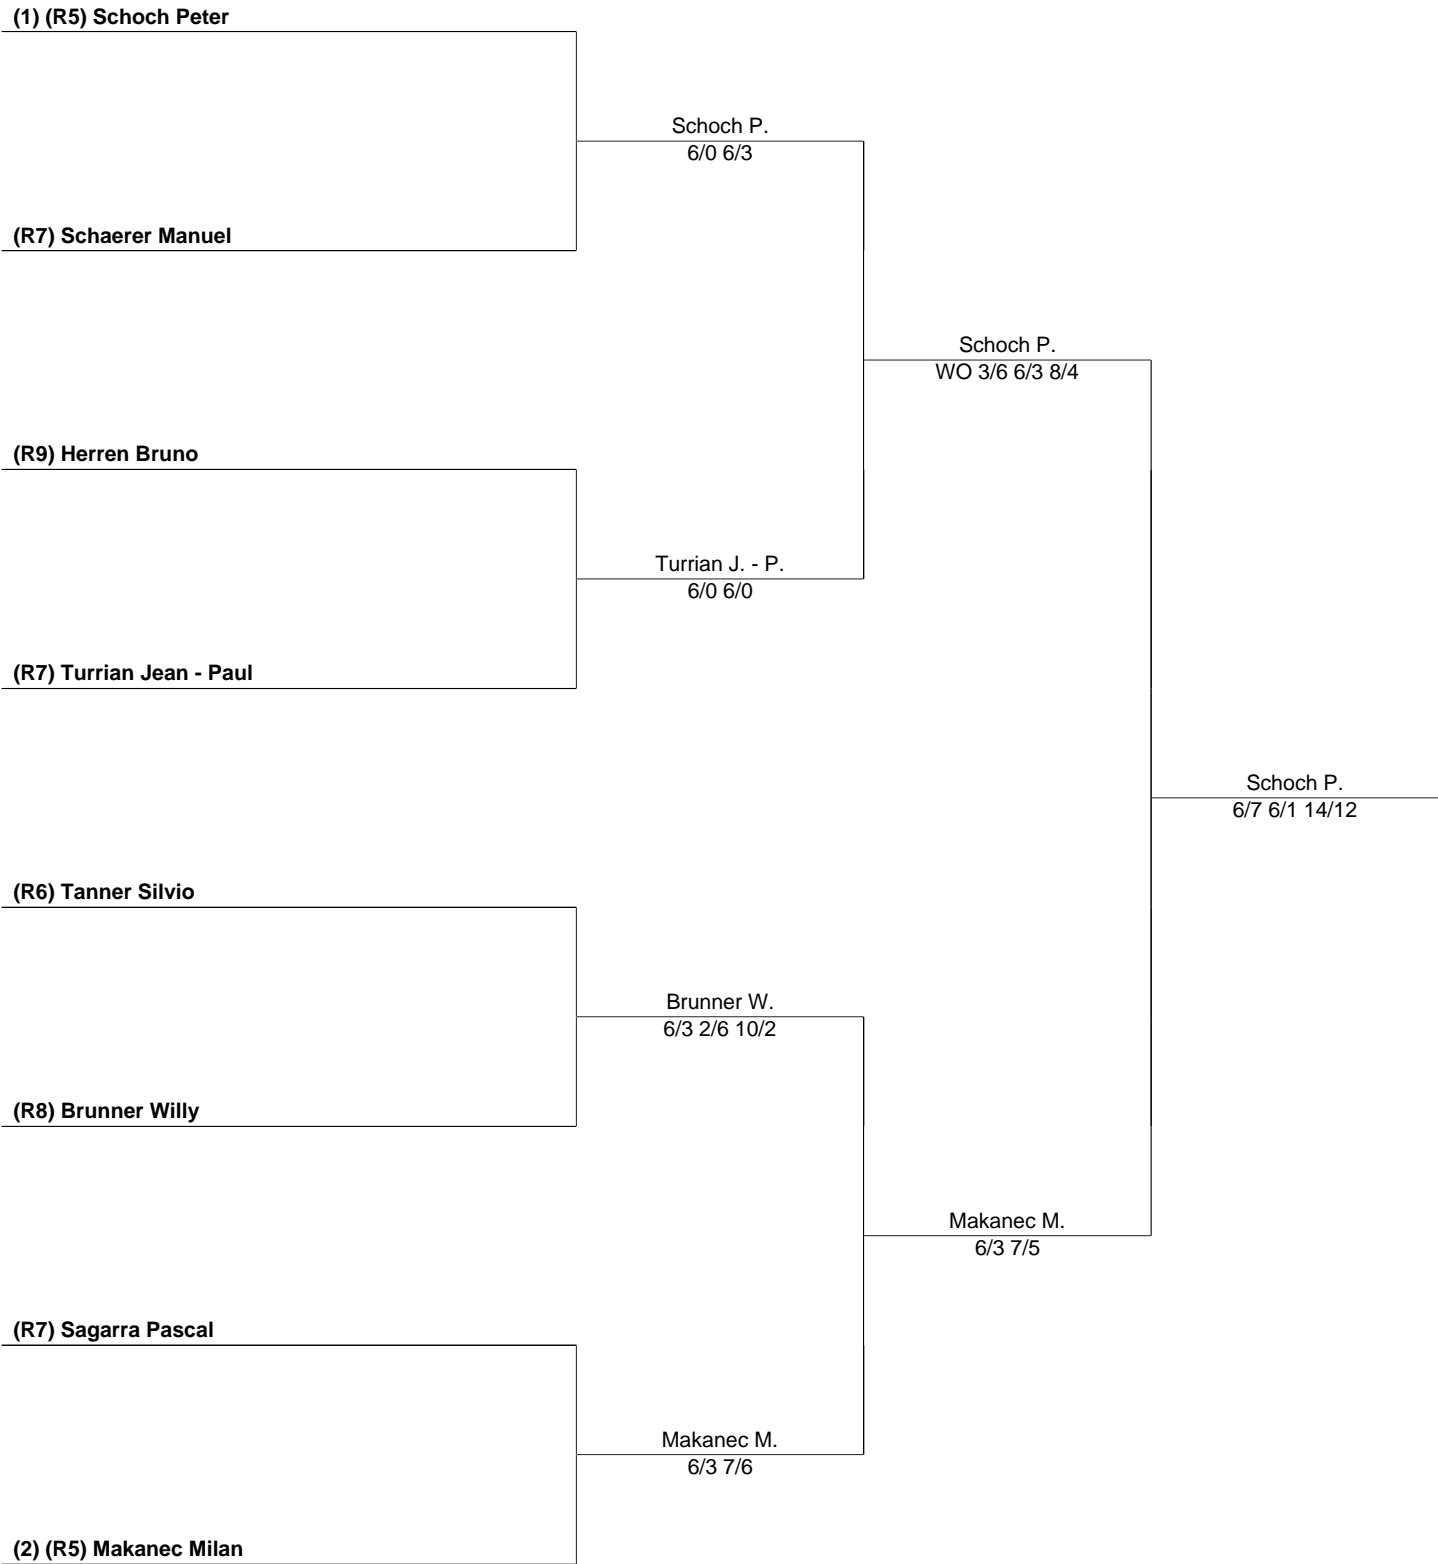 (1) (R5) Schoch Peter
Schoch P.
6/0 6/3
(R7) Schaerer Manuel
Schoch P.
WO 3/6 6/3 8/4
(R9) Herren Bruno
Turrian J. - P.
6/0 6/0
(R7) Turrian Jean - Paul
Schoch P.
6/7 6/1 14/12
(R6) Tanner Silvio
Brunner W.
6/3 2/6 10/2
(R8) Brunner Willy
Makanec M.
6/3 7/5
(R7) Sagarra Pascal
Makanec M.
6/3 7/6
(2) (R5) Makanec Milan